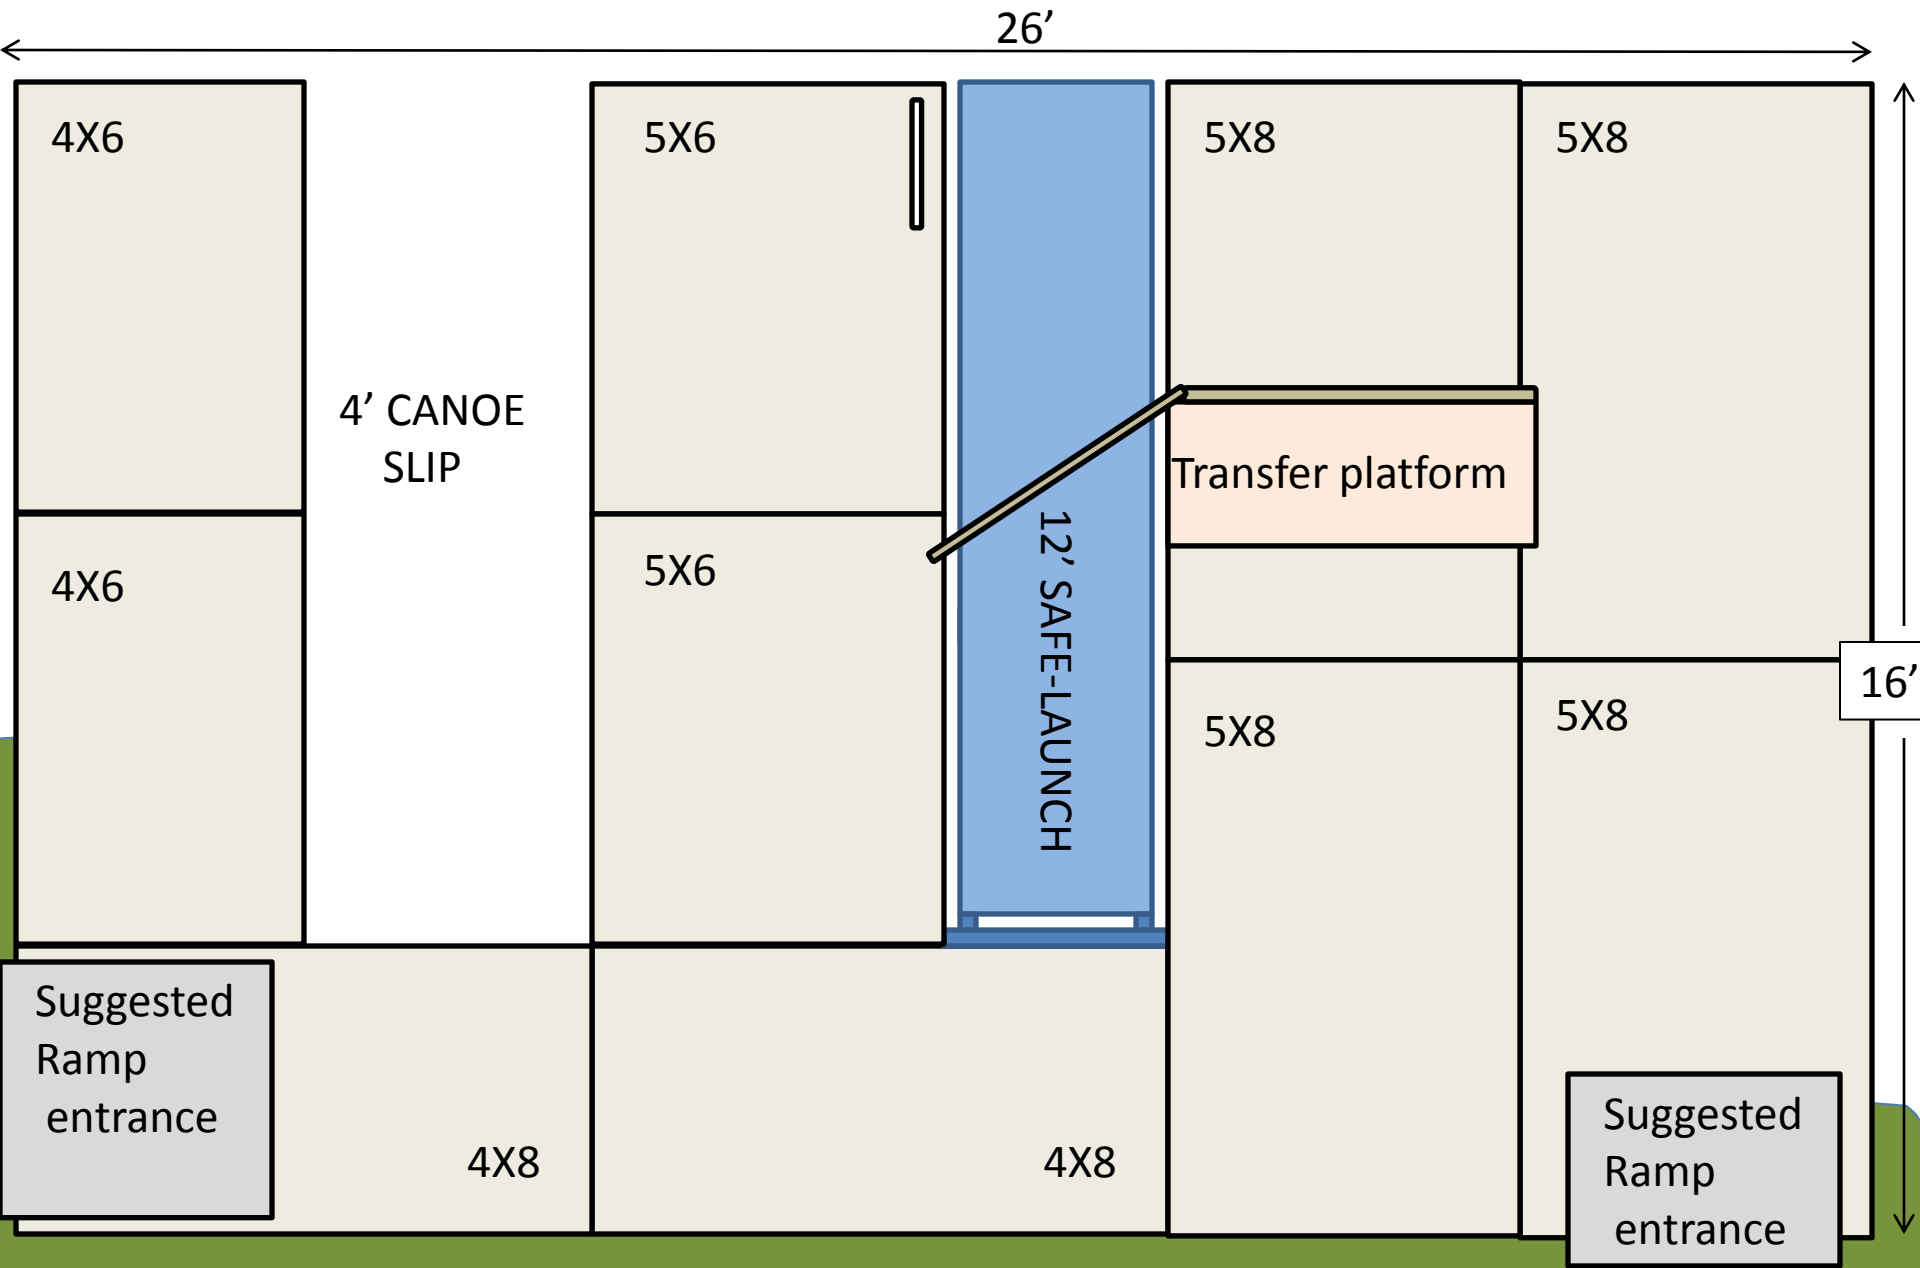 26’
4X6
5X6
5X8
5X8
4’ CANOE
SLIP
Transfer platform
4X6
5X6
12’ SAFE-LAUNCH
16’
5X8
5X8
Suggested
Ramp
entrance
4X8
4X8
Suggested
Ramp
entrance